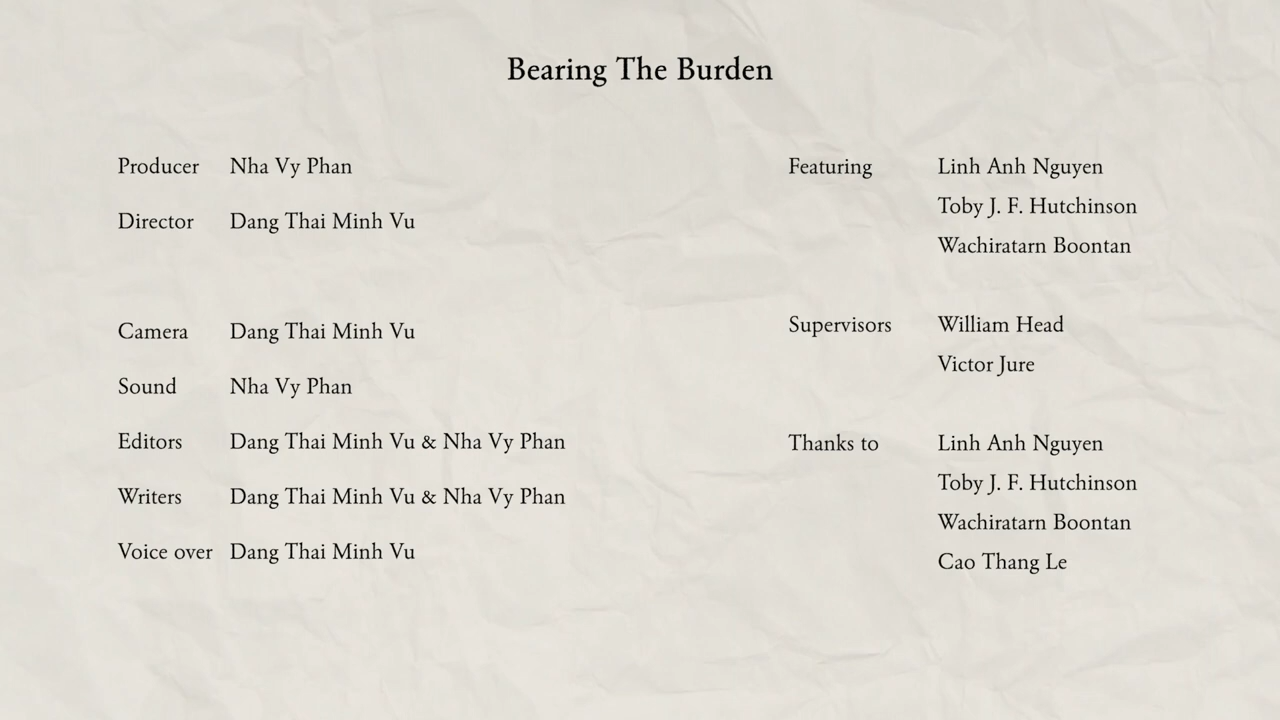 Bearing The Burden
Producer Nha Vy Phan
Director Dang Thai Minh Vu
Camera Dang Thai Minh Vu
Sound Nha Vy Phan
Editors Dang Thai Minh Vu & Nha Vy Phan
Writers Dang Thai Minh Vu & Nha Vy Phan
Voice over Dang Thai Minh Vu
Featuring Linh Anh Nguyen
Toby J. F. Hutchinson
Wachiratarn Boontan
Supervisors William Head
Victor Jure
Thanks to Linh Anh Nguyen
Toby J. F. Hutchinson
Wachiratarn Boontan
Cao Thang Le